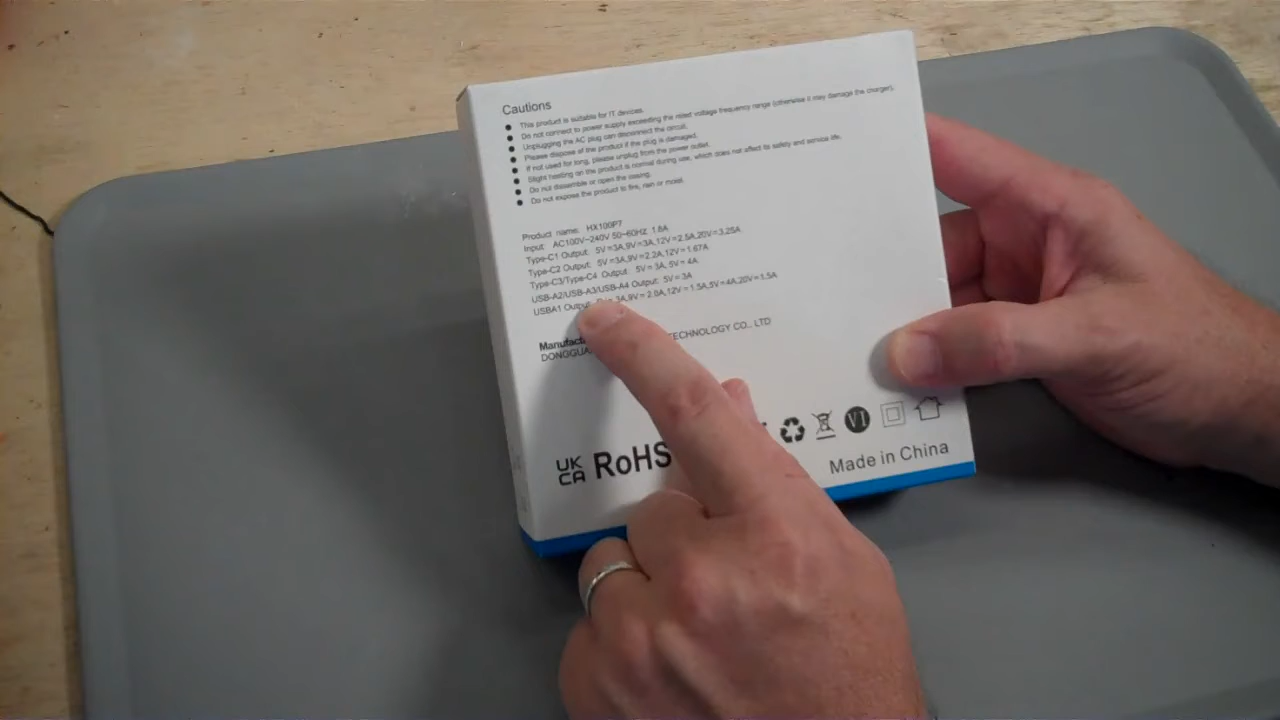 Cautions
● This product is suitable for IT devices.
● Do not connect to power supply exceeding the rated voltage frequency range (otherwise it may damage the charger).
● Unplugging the AC plug can disconnect the circuit.
● Please dispose of the product if the plug is damaged.
● If not used for long, please unplug from the power outlet.
● Slight heating on the product is normal during use, which does not affect its safety and service life.
● Do not disassemble or open the casing.
● Do not expose the product to fire, rain or moist.
Product name: HX100P7
Input AC100V~240V 50~60Hz 1.8A
Type-C1 Output: 5V=3A,9V=3A,12V=2.5A,20V=3.25A
Type-C2 Output: 5V=3A,9V=2.2A,12V=1.67A
Type-C3/Type-C4 Output: 5V=3A, 5V=4A
USB-A2/USB-A3/USB-A4 Output: 5V=3A
USBA1 Output: 3A,9V=2.0A,12V=1.5A,5V=4A,20V=1.5A
TECHNOLOGY CO., LTD
UK
CA RoHS VI
Made in China